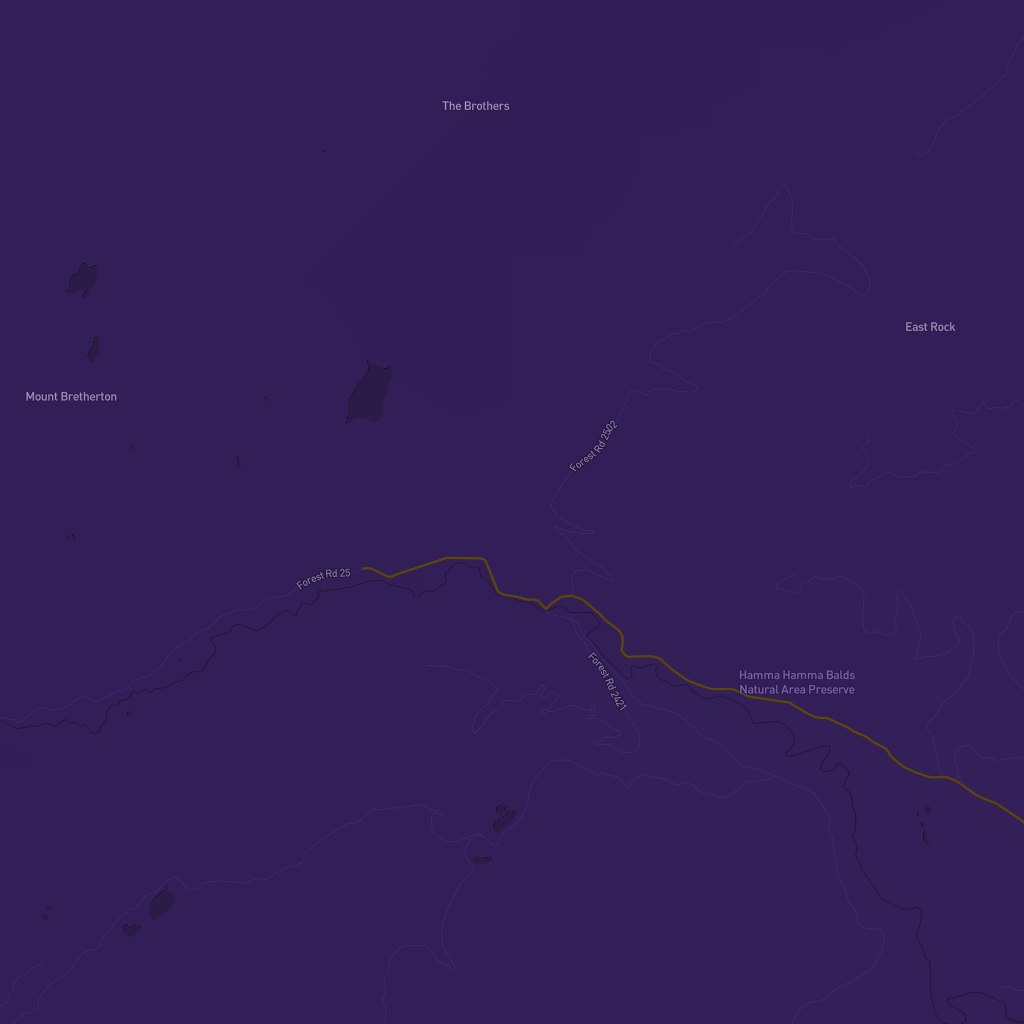 The Brothers
East Rock
Mount Bretherton
Forest Rd 2502
Forest Rd 25
Forest Rd 2421
Hamma Hamma Balds
Natural Area Preserve